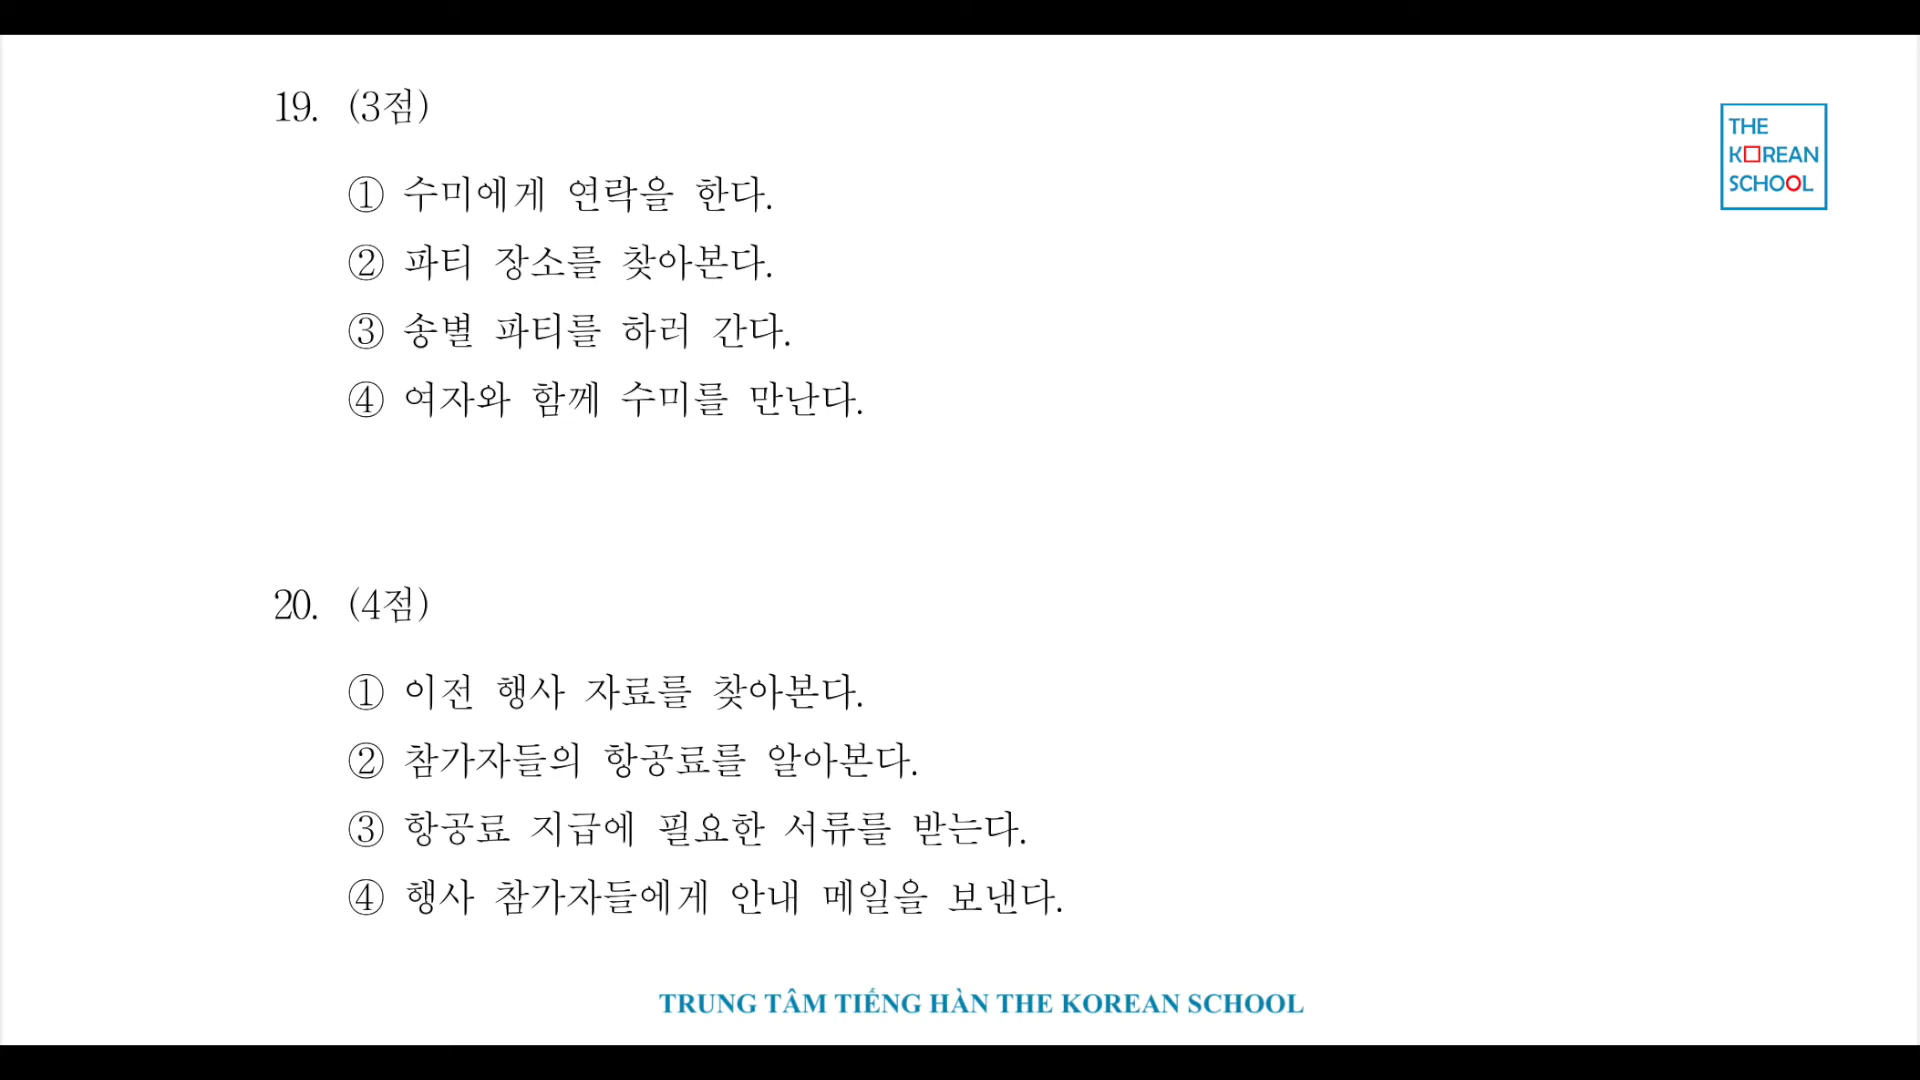 19. (3점)
THE
KOREAN
SCHOOL
① 수미에게 연락을 한다.
② 파티 장소를 찾아본다.
③ 송별 파티를 하러 간다.
④ 여자와 함께 수미를 만난다.
20. (4점)
① 이전 행사 자료를 찾아본다.
② 참가자들의 항공료를 알아본다.
③ 항공료 지급에 필요한 서류를 받는다.
④ 행사 참가자들에게 안내 메일을 보낸다.
TRUNG TÂM TIẾNG HÀN THE KOREAN SCHOOL